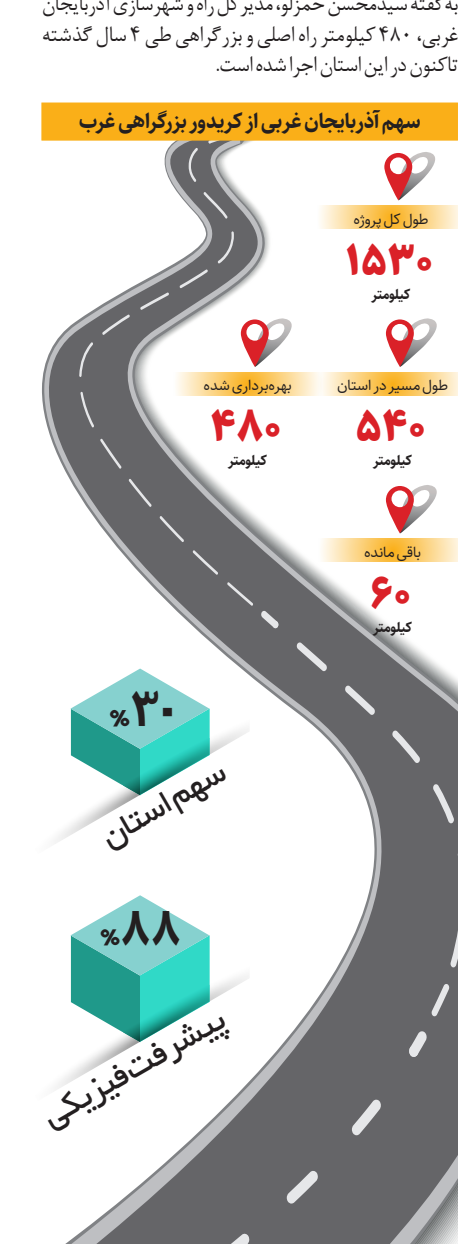 به گفته سیدمحسن حمزلو، مدیر کل راه و شهرسازی آذربایجان
غربی، ۴۸۰ کیلومتر راه اصلی و بزرگراهی طی ۴ سال گذشته
تاکنون در این استان اجرا شده است.
سهم آذربایجان غربی از کریدور بزرگراهی غرب
طول کل پروژه
۱۵۳۰
کیلومتر
طول مسیر در استان
۵۴۰
کیلومتر
بهره‌برداری شده
۴۸۰
کیلومتر
باقی مانده
۶۰
کیلومتر
۳۰%
سهم استان
۸۸%
پیشرفت فیزیکی